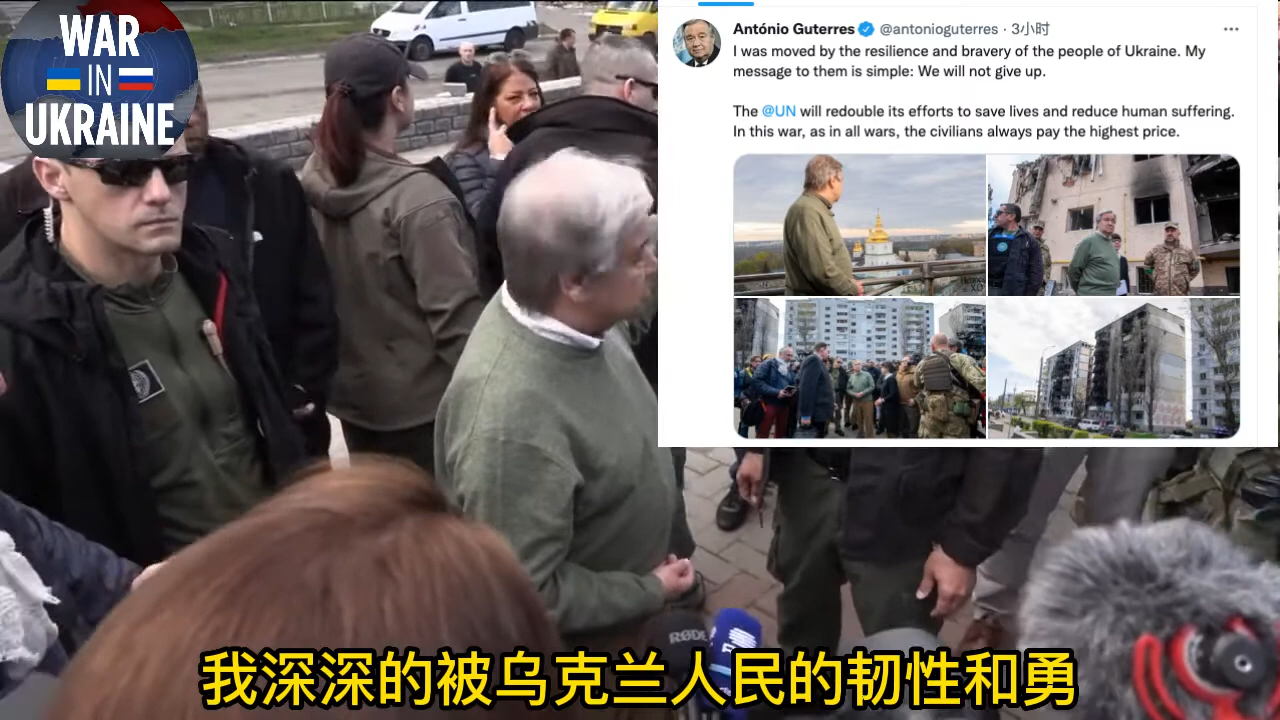 WAR
IN
UKRAINE
António Guterres @antonioguterres · 3小时
I was moved by the resilience and bravery of the people of Ukraine. My
message to them is simple: We will not give up.
The @UN will redouble its efforts to save lives and reduce human suffering.
In this war, as in all wars, the civilians always pay the highest price.
RØDE
我深深的被乌克兰人民的韧性和勇